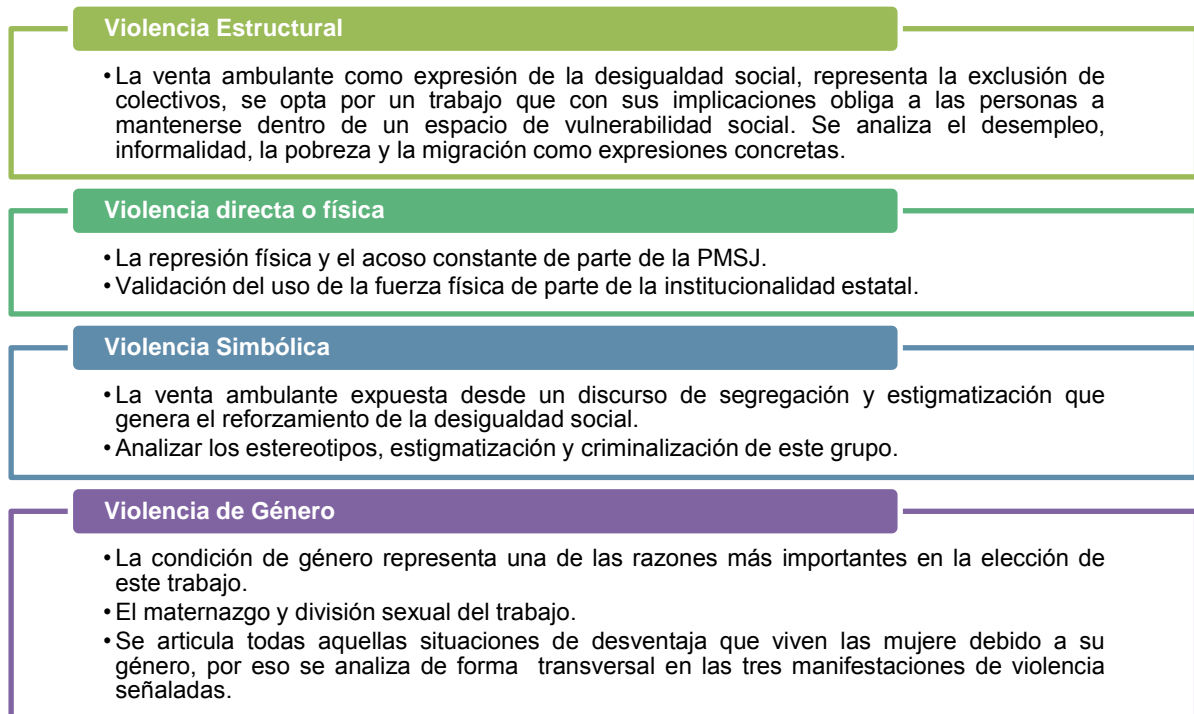 Violencia Estructural
•La venta ambulante como expresión de la desigualdad social, representa la exclusión de
colectivos, se opta por un trabajo que con sus implicaciones obliga a las personas a
mantenerse dentro de un espacio de vulnerabilidad social. Se analiza el desempleo,
informalidad, la pobreza y la migración como expresiones concretas.
Violencia directa o física
•La represión física y el acoso constante de parte de la PMSJ.
•Validación del uso de la fuerza física de parte de la institucionalidad estatal.
Violencia Simbólica
•La venta ambulante expuesta desde un discurso de segregación y estigmatización que
genera el reforzamiento de la desigualdad social.
•Analizar los estereotipos, estigmatización y criminalización de este grupo.
Violencia de Género
•La condición de género representa una de las razones más importantes en la elección de
este trabajo.
•El maternazgo y división sexual del trabajo.
•Se articula todas aquellas situaciones de desventaja que viven las mujere debido a su
género, por eso se analiza de forma transversal en las tres manifestaciones de violencia
señaladas.